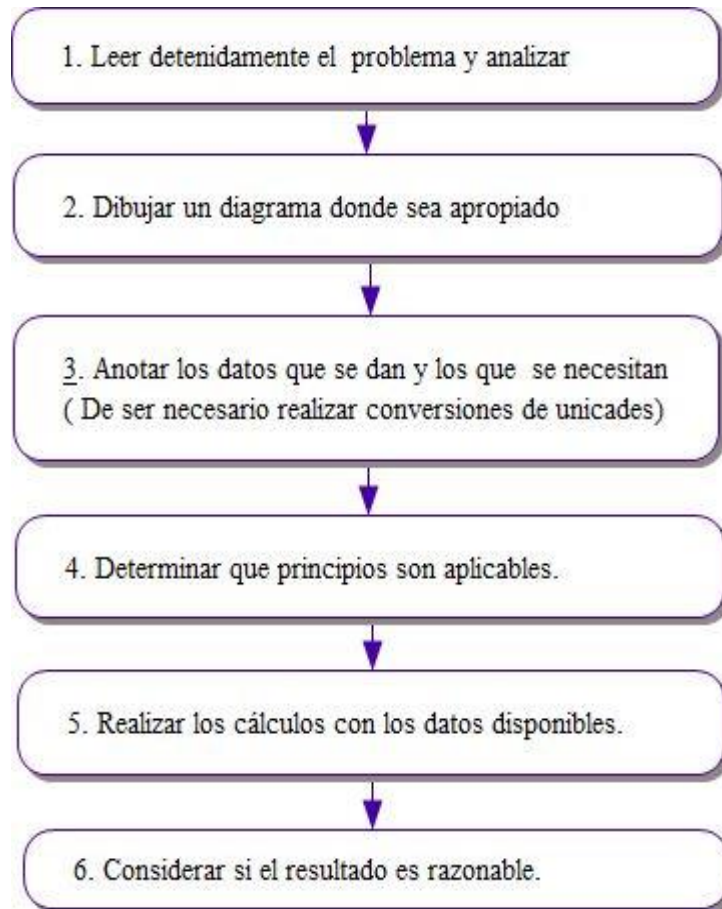 1. Leer detenidamente el problema y analizar
2. Dibujar un diagrama donde sea apropiado
3. Anotar los datos que se dan y los que se necesitan
( De ser necesario realizar conversiones de unicades)
4. Determinar que principios son aplicables.
5. Realizar los cálculos con los datos disponibles.
6. Considerar si el resultado es razonable.